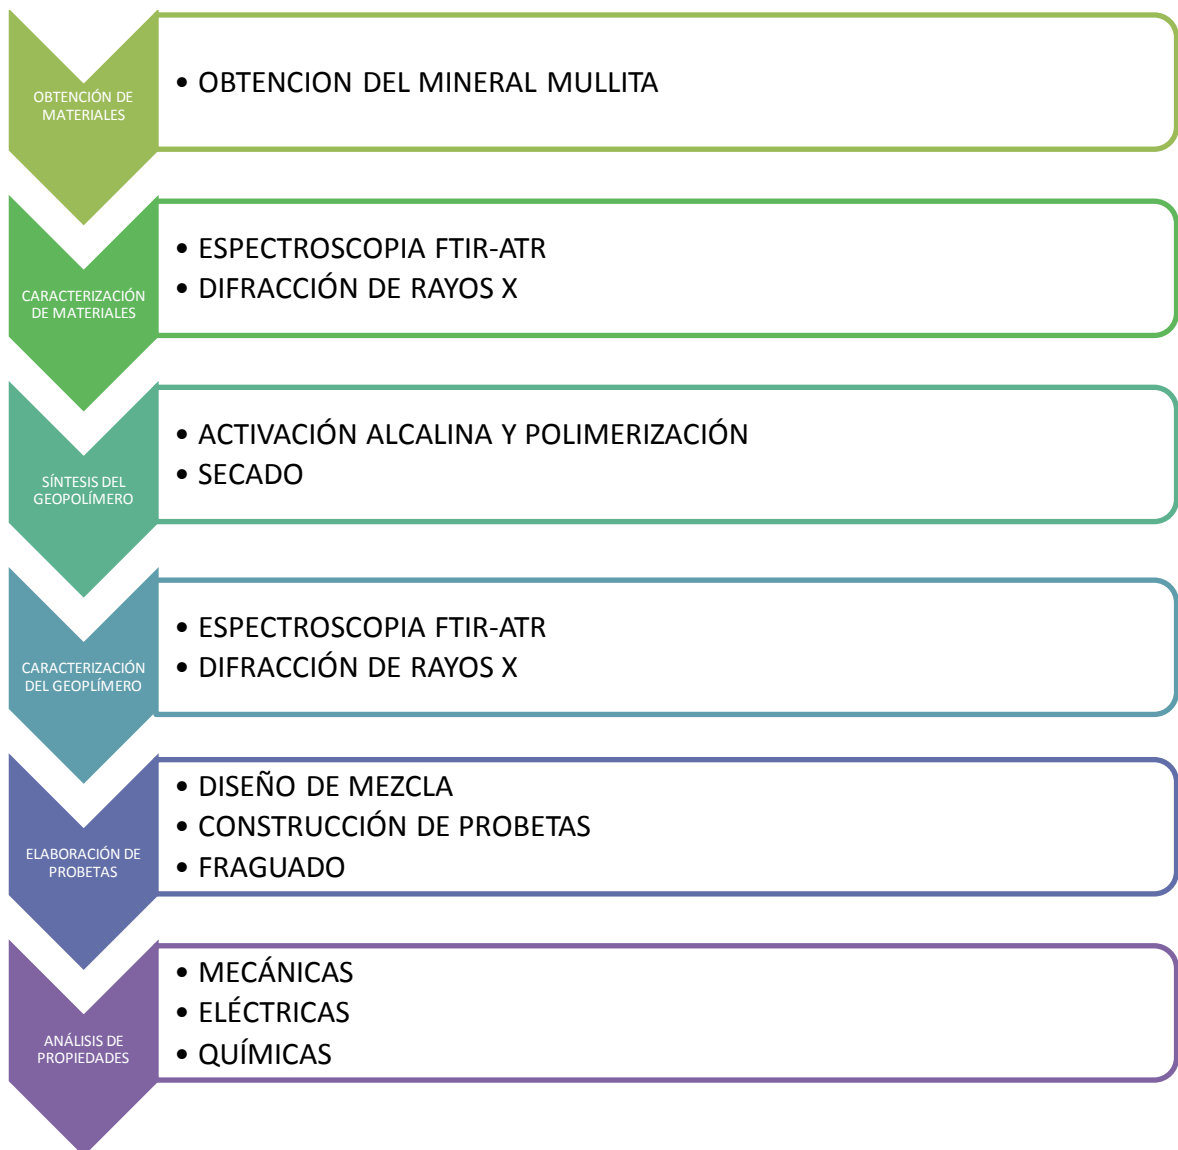 OBTENCIÓN DE
MATERIALES
• OBTENCION DEL MINERAL MULLITA
CARACTERIZACIÓN
DE MATERIALES
• ESPECTROSCOPIA FTIR-ATR
• DIFRACCIÓN DE RAYOS X
SÍNTESIS DEL
GEOPOLÍMERO
• ACTIVACIÓN ALCALINA Y POLIMERIZACIÓN
• SECADO
CARACTERIZACIÓN
DEL GEOPLÍMERO
• ESPECTROSCOPIA FTIR-ATR
• DIFRACCIÓN DE RAYOS X
ELABORACIÓN DE
PROBETAS
• DISEÑO DE MEZCLA
• CONSTRUCCIÓN DE PROBETAS
• FRAGUADO
ANÁLISIS DE
PROPIEDADES
• MECÁNICAS
• ELÉCTRICAS
• QUÍMICAS